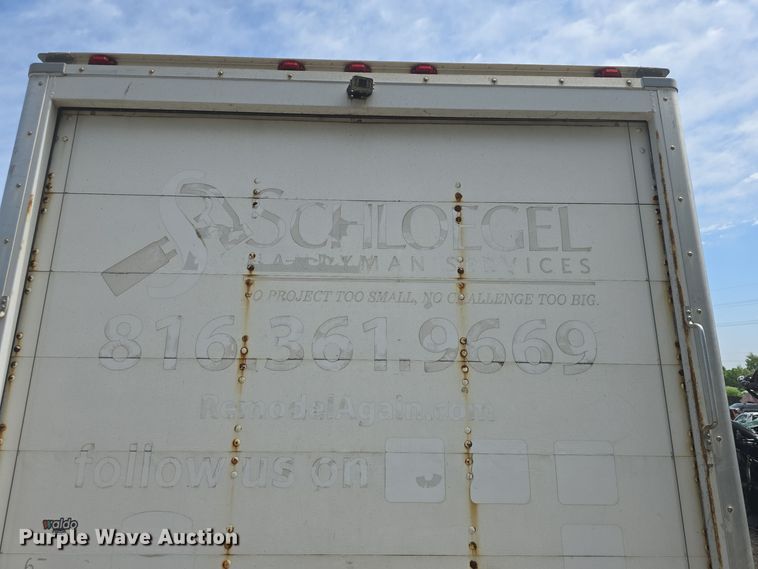 SCHLOEGEL
HANDYMAN SERVICES
NO PROJECT TOO SMALL, NO CHALLENGE TOO BIG.
816.361.9669
RemodelAgain.com
follow us on
waldo
Purple Wave Auction